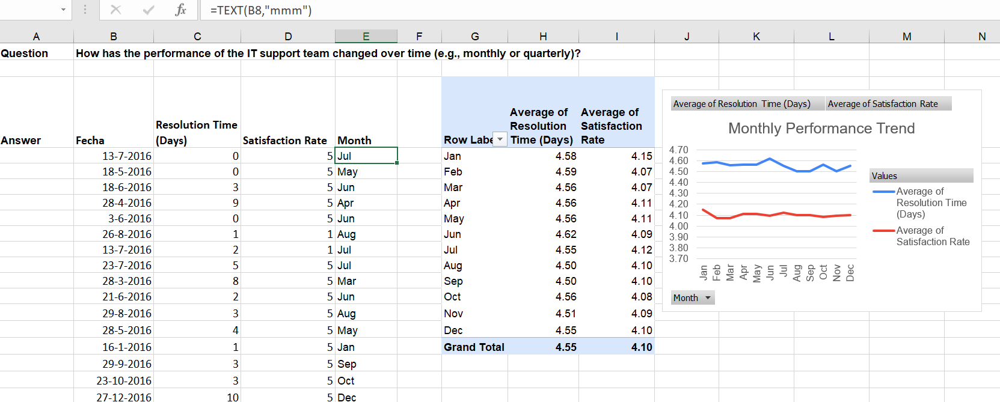 fx =TEXT(B8,"mmm")
A B C D E F G H I J K L M N
Question How has the performance of the IT support team changed over time (e.g., monthly or quarterly)?
Answer Fecha Resolution Time (Days) Satisfaction Rate Month
13-7-2016 0 5 Jul
18-5-2016 0 5 May
18-6-2016 3 5 Jun
28-4-2016 9 5 Apr
3-6-2016 0 5 Jun
26-8-2016 1 1 Aug
13-7-2016 2 1 Jul
23-7-2016 5 5 Jul
28-3-2016 8 5 Mar
21-6-2016 2 5 Jun
29-8-2016 3 5 Aug
28-5-2016 4 5 May
16-1-2016 1 5 Jan
29-9-2016 3 5 Sep
23-10-2016 3 5 Oct
27-12-2016 10 5 Dec
Row Labe Average of Resolution Time (Days) Average of Satisfaction Rate
Jan 4.58 4.15
Feb 4.59 4.07
Mar 4.56 4.07
Apr 4.56 4.11
May 4.56 4.11
Jun 4.62 4.09
Jul 4.55 4.12
Aug 4.50 4.10
Sep 4.50 4.10
Oct 4.56 4.08
Nov 4.51 4.09
Dec 4.55 4.10
Grand Total 4.55 4.10
Average of Resolution Time (Days) Average of Satisfaction Rate
Monthly Performance Trend
4.70
4.60
4.50
4.40
4.30
4.20
4.10
4.00
3.90
3.80
3.70
Jan Feb Mar Apr May Jun Jul Aug Sep Oct Nov Dec
Values
Average of
Resolution Time
(Days)
Average of
Satisfaction Rate
Month